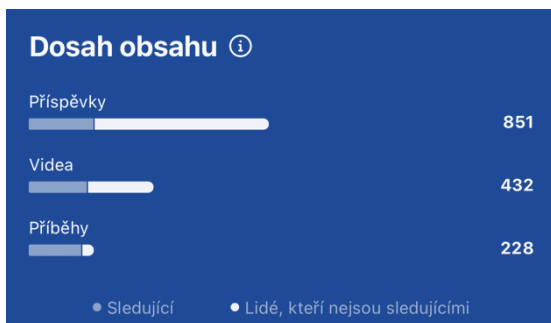 Dosah obsahu
Příspěvky
851
Videa
432
Příběhy
228
Sledující
Lidé, kteří nejsou sledujícími